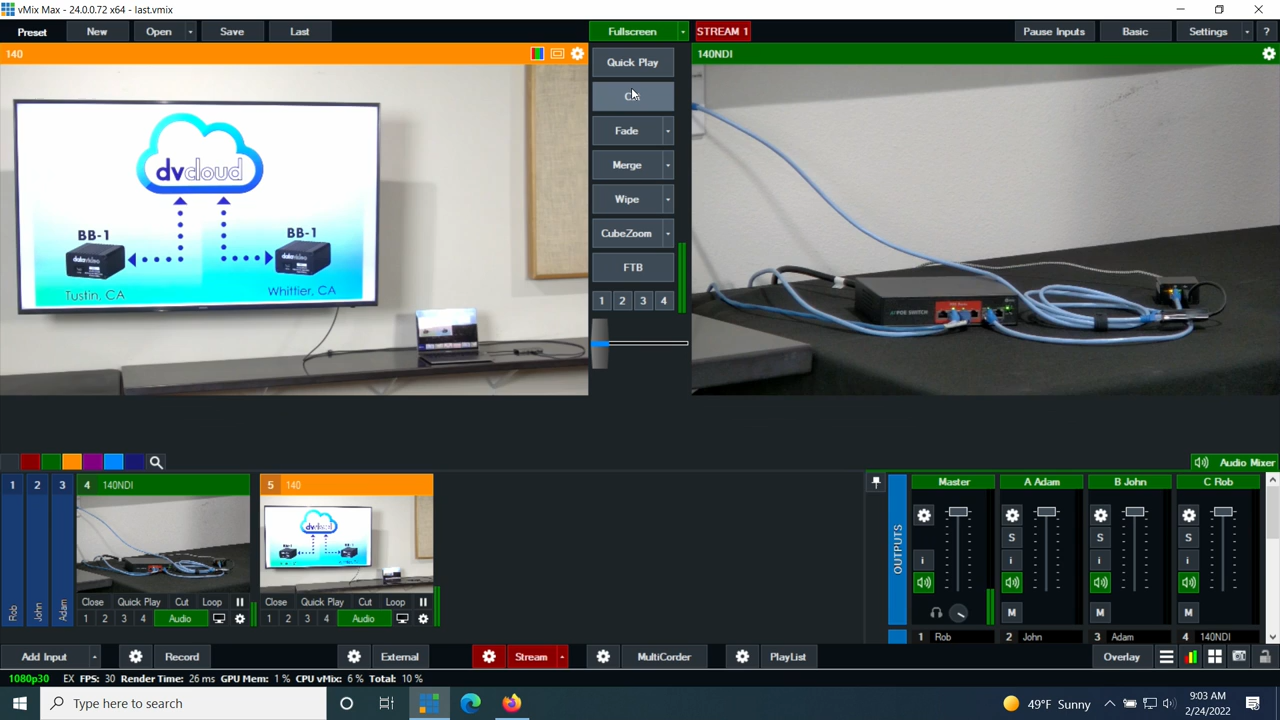 vMix Max - 24.0.0.72 x64 - last.vmix
Preset New Open Save Last Fullscreen STREAM 1 Pause Inputs Basic Settings ?
140
140NDI
Quick Play
Fade
Merge
Wipe
CubeZoom
FTB
1 2 3 4
dvcloud
BB-1
BB-1
datavideo
datavideo
Tustin, CA
Whittier, CA
POE SWITCH
Audio Mixer
1 2 3
Rob John Adam
4 140NDI
Close Quick Play Cut Loop
1 2 3 4 Audio
5 140
dvcloud
Close Quick Play Cut Loop
1 2 3 4 Audio
OUTPUTS
Master A Adam B John C Rob
S S S
i i i i
M M M
1 Rob 2 John 3 Adam 4 140NDI
Add Input Record External Stream MultiCorder PlayList Overlay
1080p30 EX FPS: 30 Render Time: 26 ms GPU Mem: 1 % CPU vMix: 6 % Total: 10 %
Type here to search
49°F Sunny
9:03 AM
2/24/2022